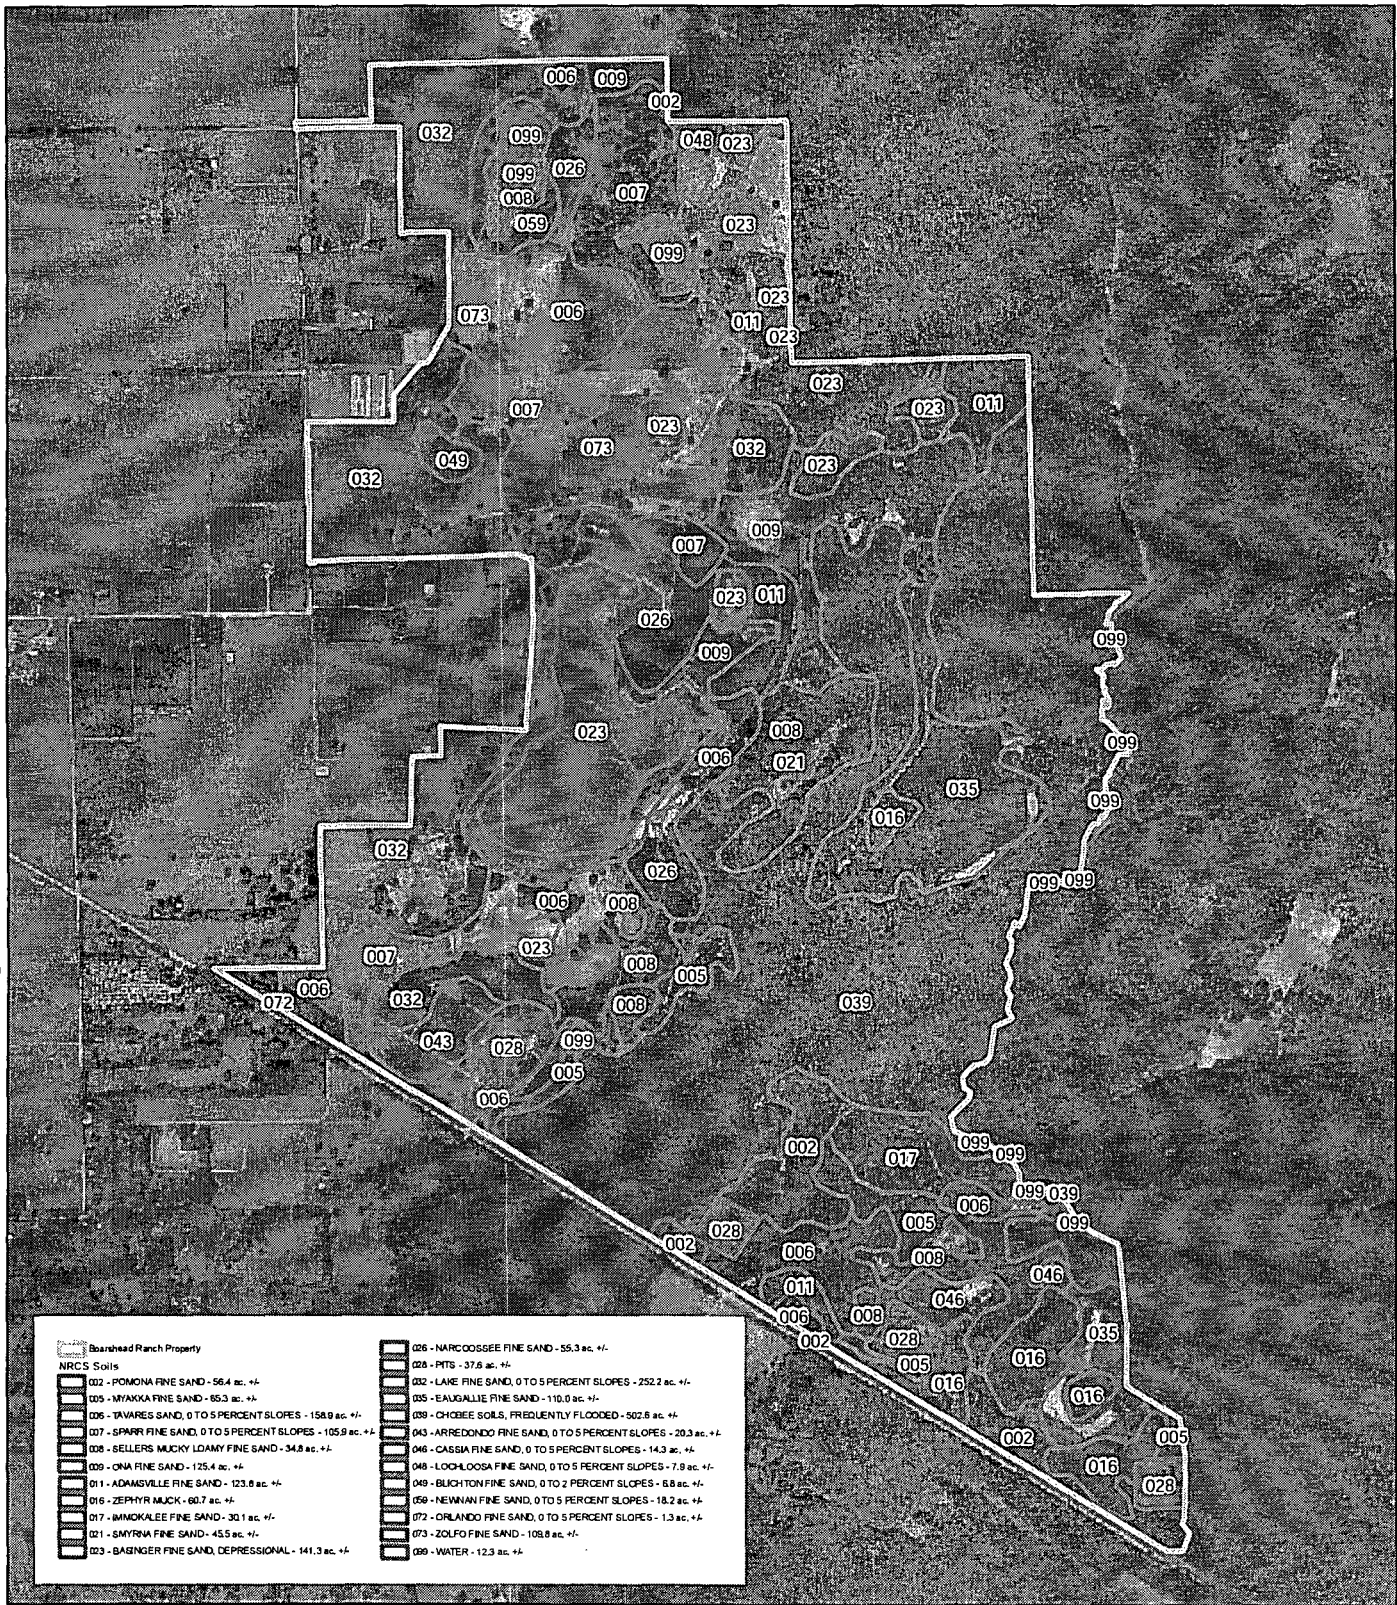 006 009
002
032 099 048 023
099 026
008 007
059 023
099
023
073 006 011
023
023
023 011
007
023
073 032
049 023
032
009
007
023 011
026
009
099
023 008 099
006
021
035 099
016
032
026
099 099
006 008
023
007 008
005
006
072 032 008 039
043 099
028
005
006
002 017 099
099
099 039
006
005 099
028
002 006 008
046
011 046
008
006 035
002 028
005 016
016
016
002 005
016
028
Boarshead Ranch Property
NRCS Soils
002 - POMONA FINE SAND - 56.4 ac. +/-
005 - MYAKKA FINE SAND - 65.3 ac. +/-
006 - TAVARES SAND, 0 TO 5 PERCENT SLOPES - 158.9 ac. +/-
007 - SPARR FINE SAND, 0 TO 5 PERCENT SLOPES - 105.9 ac. +/-
008 - SELLERS MUCKY LOAMY FINE SAND - 34.8 ac. +/-
009 - ONA FINE SAND - 125.4 ac. +/-
011 - ADAMSVILLE FINE SAND - 123.6 ac. +/-
016 - ZEPHYR MUCK - 60.7 ac. +/-
017 - IMMOKALEE FINE SAND - 30.1 ac. +/-
021 - SMYRNA FINE SAND - 45.5 ac. +/-
023 - BASINGER FINE SAND, DEPRESSIONAL - 141.3 ac. +/-
026 - NARCOOSSEE FINE SAND - 55.3 ac. +/-
028 - PITS - 37.6 ac. +/-
032 - LAKE FINE SAND, 0 TO 5 PERCENT SLOPES - 252.2 ac. +/-
035 - EAUGALLIE FINE SAND - 110.0 ac. +/-
039 - CHOBEE SOILS, FREQUENTLY FLOODED - 502.6 ac. +/-
043 - ARREDONDO FINE SAND, 0 TO 5 PERCENT SLOPES - 20.3 ac. +/-
046 - CASSIA FINE SAND, 0 TO 5 PERCENT SLOPES - 14.3 ac. +/-
048 - LOCHLOOSA FINE SAND, 0 TO 5 PERCENT SLOPES - 7.9 ac. +/-
049 - BLICHTON FINE SAND, 0 TO 2 PERCENT SLOPES - 6.8 ac. +/-
059 - NEWNAN FINE SAND, 0 TO 5 PERCENT SLOPES - 18.2 ac. +/-
072 - ORLANDO FINE SAND, 0 TO 5 PERCENT SLOPES - 1.3 ac. +/-
073 - ZOLFO FINE SAND - 109.8 ac. +/-
099 - WATER - 12.3 ac. +/-